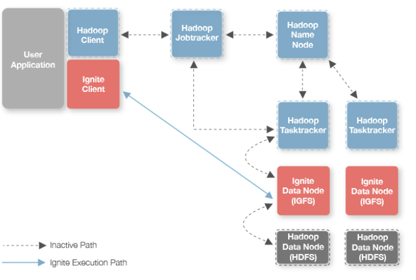 User
Application
Hadoop
Client
Ignite
Client
Hadoop
Jobtracker
Hadoop
Name
Node
Hadoop
Tasktracker
Hadoop
Tasktracker
Ignite
Data Node
(IGFS)
Ignite
Data Node
(IGFS)
Hadoop
Data Node
(HDFS)
Hadoop
Data Node
(HDFS)
Inactive Path
Ignite Execution Path